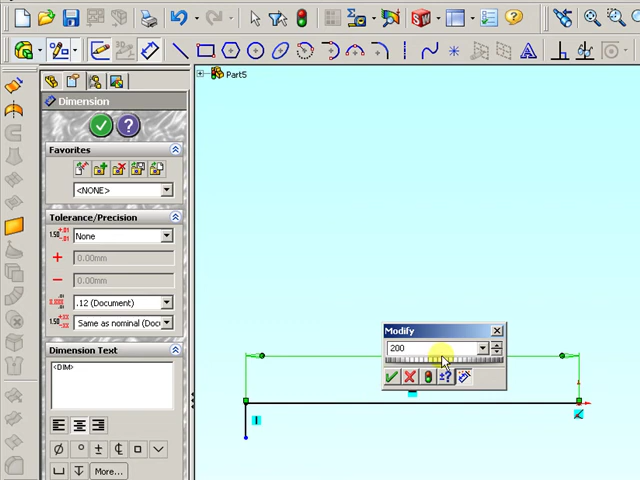 SW
Part5
Dimension
Favorites
<NONE>
Tolerance/Precision
None
0.00mm
0.00mm
.12 (Document)
Same as nominal (Doc
Dimension Text
<DIM>
More...
Modify
200